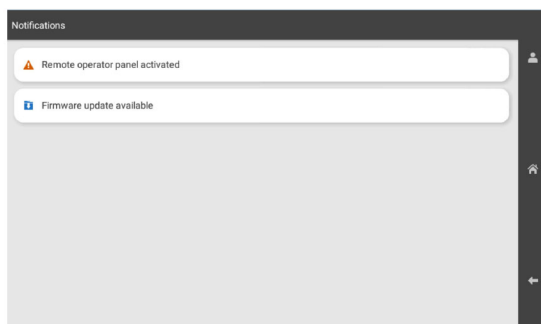 Notifications
Remote operator panel activated
Firmware update available